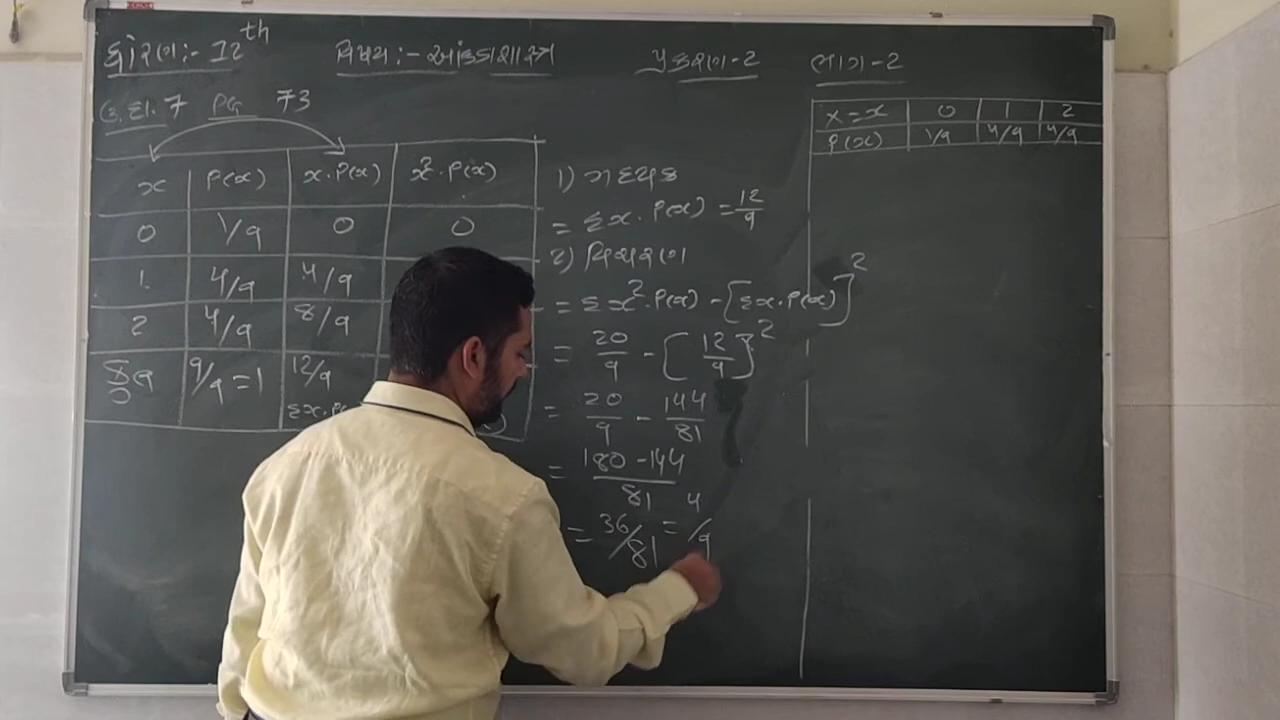 ધોરણ:- 12th વિષય:- આંકડાશાસ્ત્ર પ્રકરણ-2 ભાગ-2
ઉ.દા. 7 PG 73
x P(x) x.P(x) x².P(x)
0 1/9 0 0
1 4/9 4/9
2 4/9 8/9
9/9 = 1 12/9
Σx.P(
1) મધ્યક
= Σx.P(x) = 12/9
2) વિચરણ
= Σx².P(x) - [Σx.P(x)]²
= 20/9 - [12/9]²
= 20/9 - 144/81
= 180 - 144/81
= 36/81 = 4/9
X = x 0 1 2
P(x) 1/9 4/9 4/9